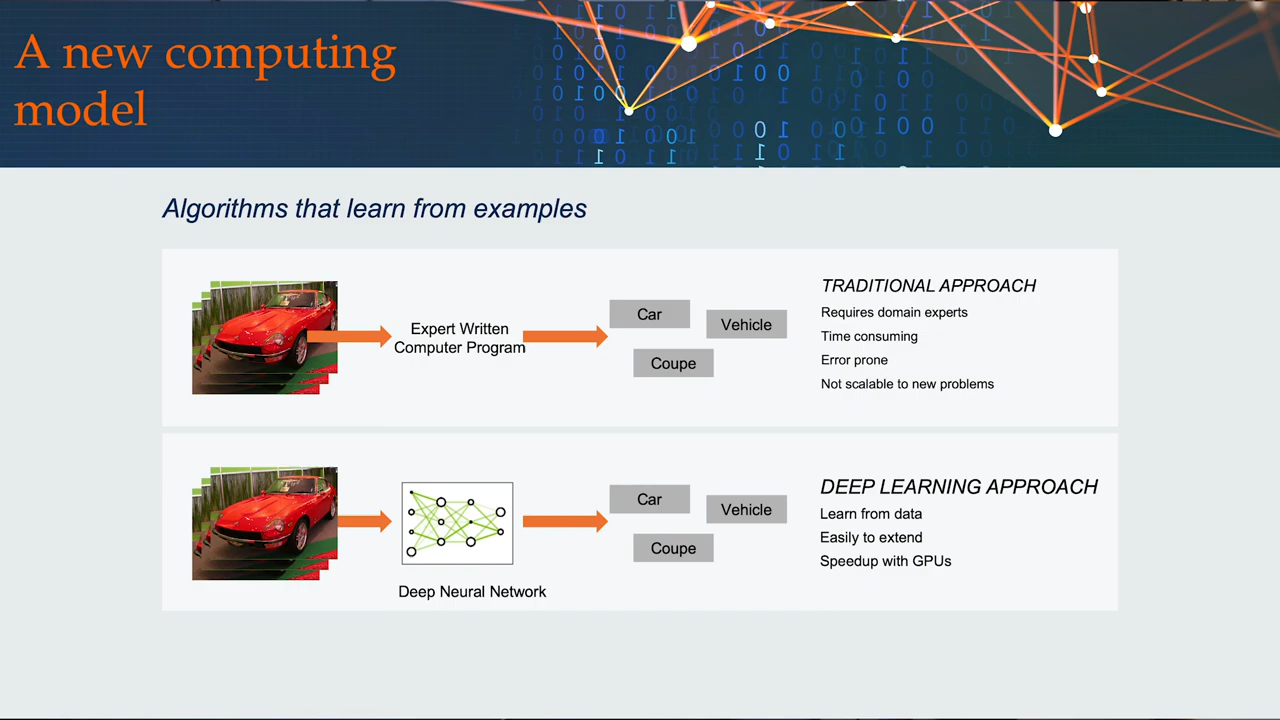 A new computing
model
Algorithms that learn from examples
Expert Written
Computer Program
Car
Vehicle
Coupe
TRADITIONAL APPROACH
Requires domain experts
Time consuming
Error prone
Not scalable to new problems
Deep Neural Network
Car
Vehicle
Coupe
DEEP LEARNING APPROACH
Learn from data
Easily to extend
Speedup with GPUs